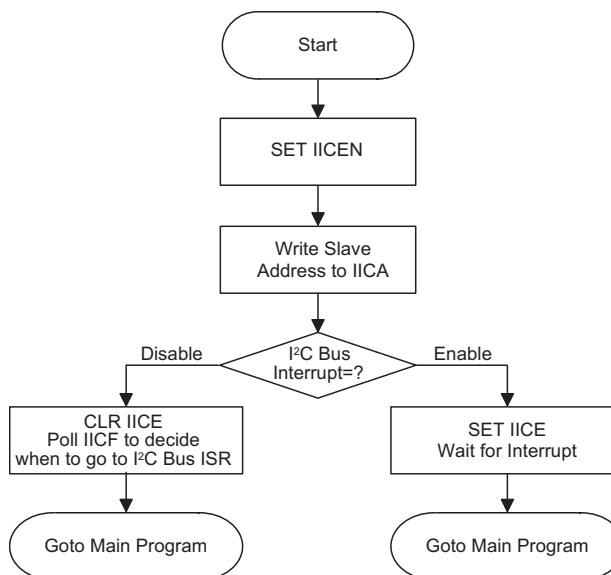 Start
SET IICEN
Write Slave
Address to IICA
I²C Bus
Interrupt=?
Disable
Enable
CLR IICE
Poll IICF to decide
when to go to I²C Bus ISR
SET IICE
Wait for Interrupt
Goto Main Program
Goto Main Program